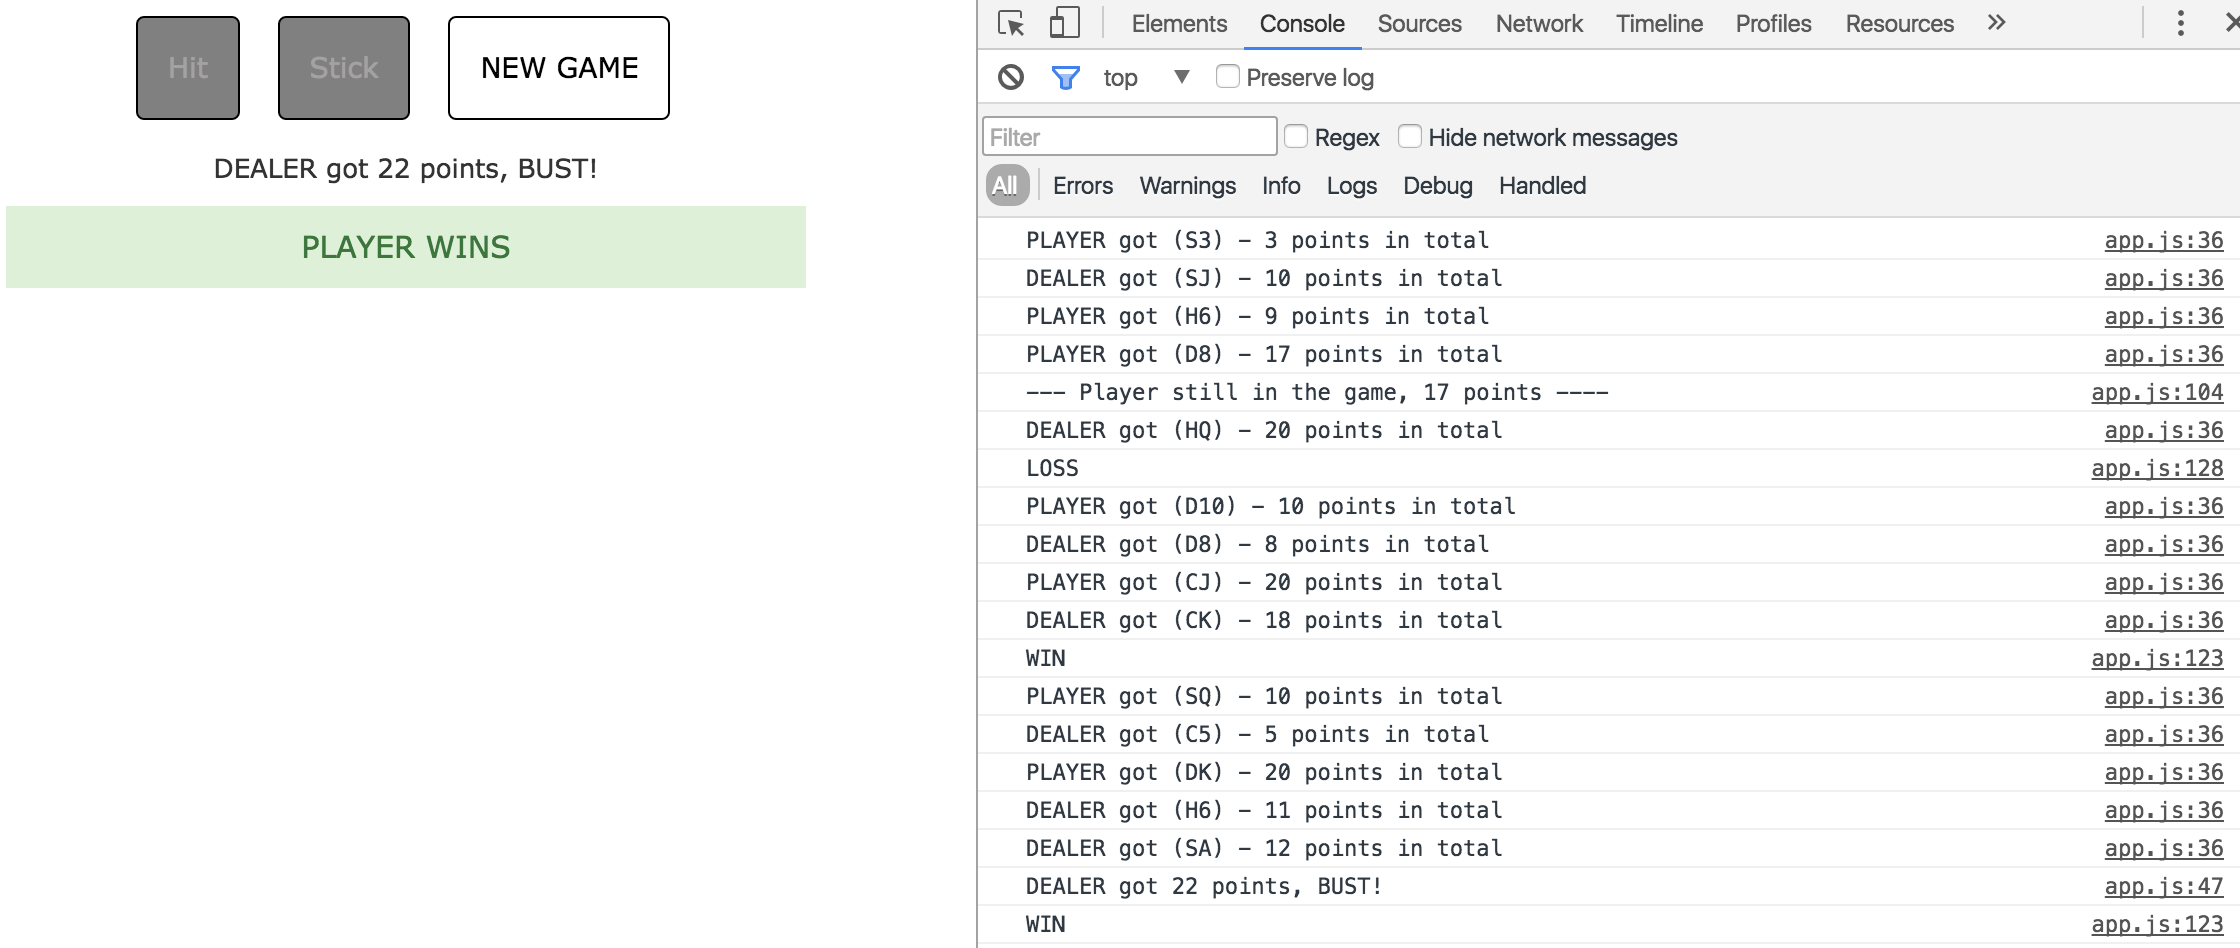 Hit Stick NEW GAME
DEALER got 22 points, BUST!
PLAYER WINS
Elements Console Sources Network Timeline Profiles Resources »
top ▼ Preserve log
Filter Regex Hide network messages
All Errors Warnings Info Logs Debug Handled
PLAYER got (S3) – 3 points in total app.js:36
DEALER got (SJ) – 10 points in total app.js:36
PLAYER got (H6) – 9 points in total app.js:36
PLAYER got (D8) – 17 points in total app.js:36
--- Player still in the game, 17 points ---- app.js:104
DEALER got (HQ) – 20 points in total app.js:36
LOSS app.js:128
PLAYER got (D10) – 10 points in total app.js:36
DEALER got (D8) – 8 points in total app.js:36
PLAYER got (CJ) – 20 points in total app.js:36
DEALER got (CK) – 18 points in total app.js:36
WIN app.js:123
PLAYER got (SQ) – 10 points in total app.js:36
DEALER got (C5) – 5 points in total app.js:36
PLAYER got (DK) – 20 points in total app.js:36
DEALER got (H6) – 11 points in total app.js:36
DEALER got (SA) – 12 points in total app.js:36
DEALER got 22 points, BUST! app.js:47
WIN app.js:123